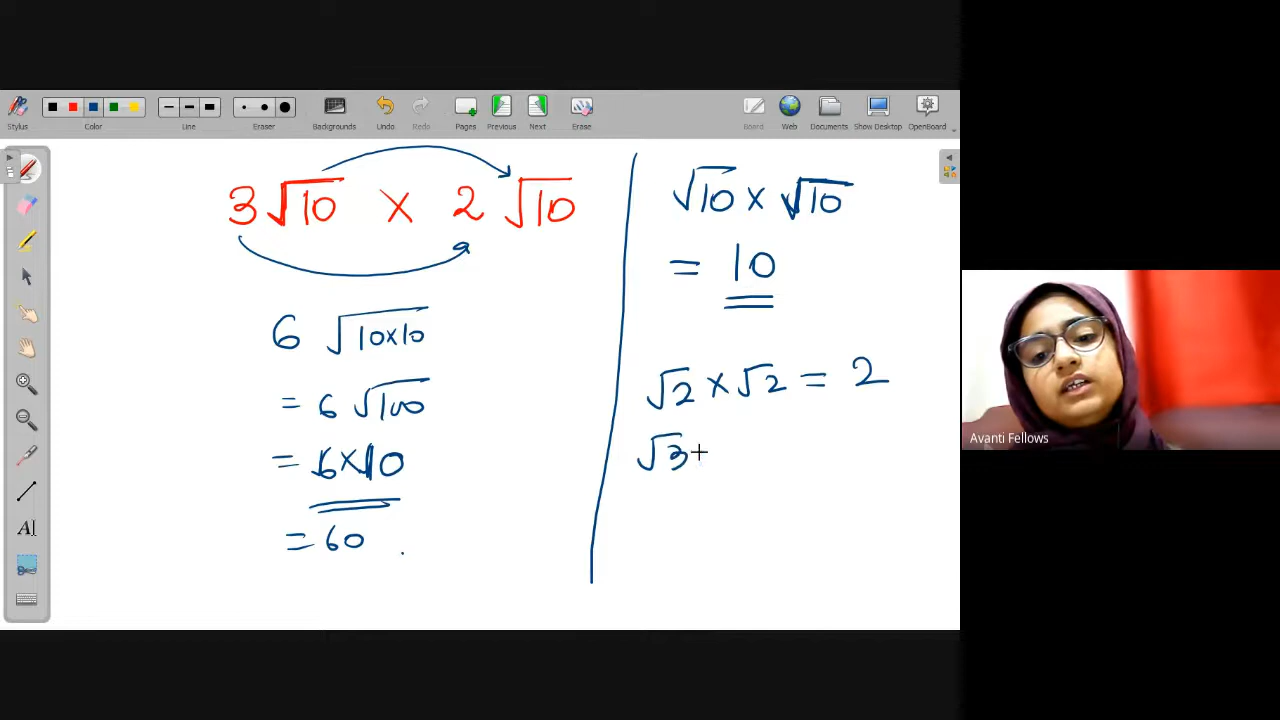 Stylus
Color
Line
Eraser
Backgrounds
Undo
Redo
Pages
Previous
Next
Erase
Board
Web
Documents
Show Desktop
OpenBoard
3√10 × 2√10
6 √10×10
= 6 √100
= 6×10
= 60 .
√10 × √10
= 10
√2 × √2 = 2
√3
A
Avanti Fellows